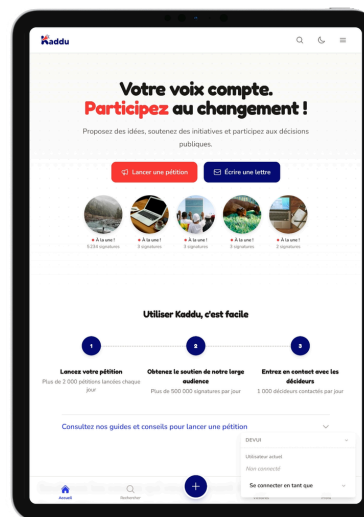 Kaddu
Votre voix compte.
Participez au changement !
Proposez des idées, soutenez des initiatives et participez aux décisions
publiques.
Lancer une pétition
Écrire une lettre
À la une ! À la une ! À la une ! À la une ! À la une !
9 234 signatures 3 signatures 3 signatures 3 signatures 2 signatures
Utiliser Kaddu, c'est facile
1 2 3
Lancez votre pétition
Plus de 2 000 pétitions lancées chaque
jour
Obtenez le soutien de notre large
audience
Plus de 500 000 signatures par jour
Entrez en contact avec les
décideurs
1 000 décideurs contactés par jour
Consultez nos guides et conseils pour lancer une pétition
DEVUI
Utilisateur actuel
Non connecté
Se connecter en tant que
Accueil
Rechercher